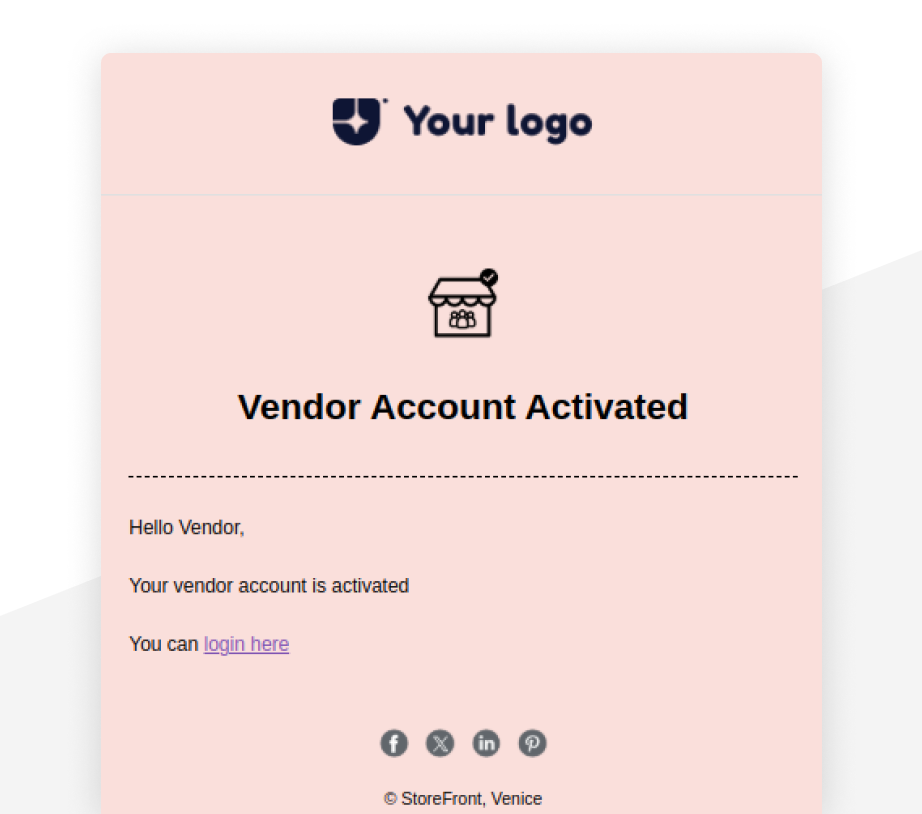 Your logo
Vendor Account Activated
Hello Vendor,
Your vendor account is activated
You can login here
© StoreFront, Venice